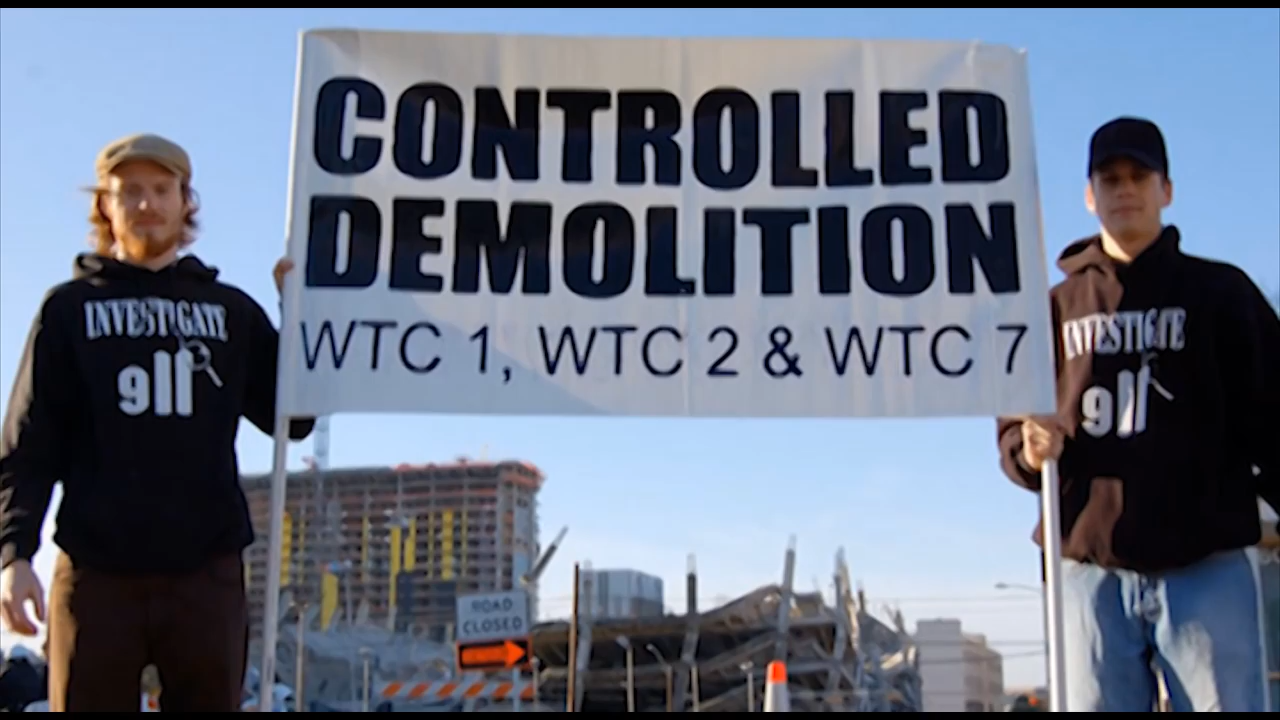 CONTROLLED
DEMOLITION
WTC 1, WTC 2 & WTC 7
INVESTIGATE
911
INVESTIGATE
911
ROAD
CLOSED